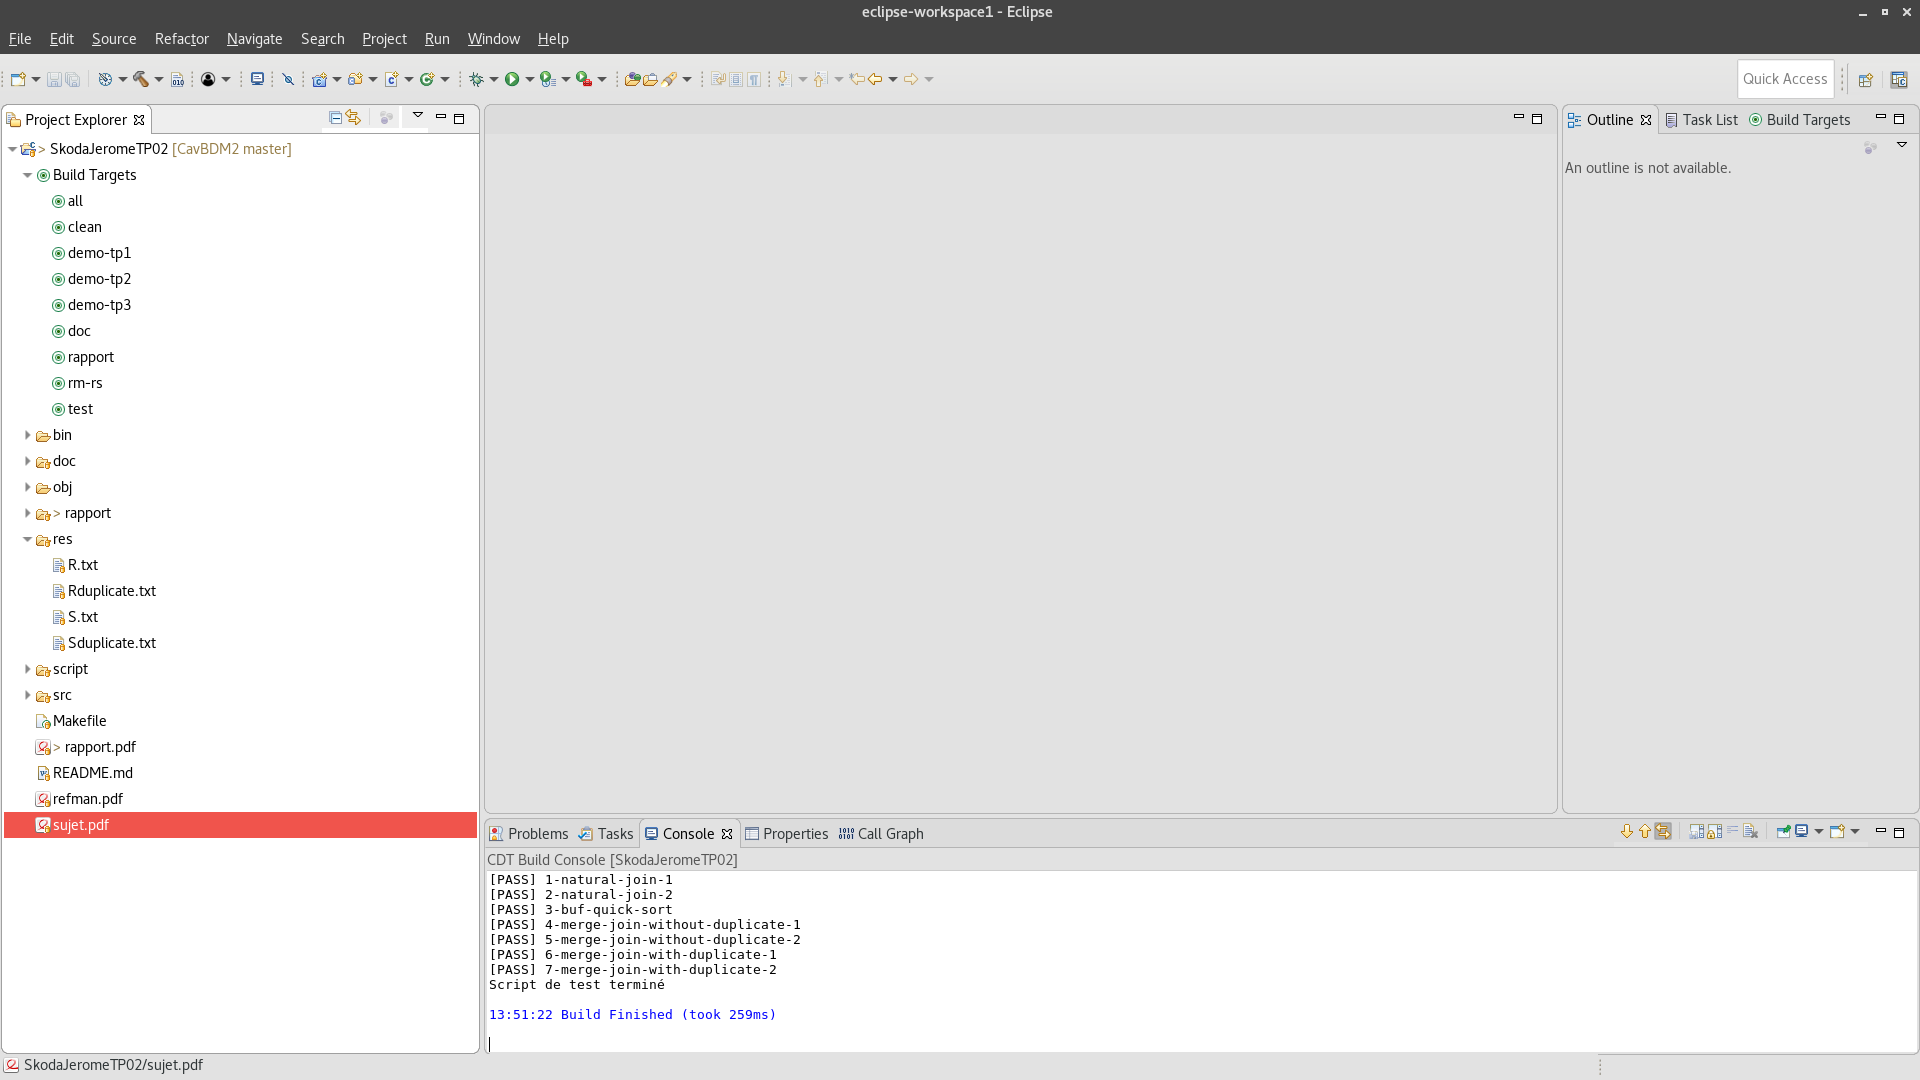 eclipse-workspace1 - Eclipse
File Edit Source Refactor Navigate Search Project Run Window Help
Quick Access
Project Explorer
> SkodaJeromeTP02 [CavBDM2 master]
Build Targets
all
clean
demo-tp1
demo-tp2
demo-tp3
doc
rapport
rm-rs
test
bin
doc
obj
> rapport
res
R.txt
Rduplicate.txt
S.txt
Sduplicate.txt
script
src
Makefile
> rapport.pdf
README.md
refman.pdf
sujet.pdf
Outline Task List Build Targets
An outline is not available.
Problems Tasks Console Properties Call Graph
CDT Build Console [SkodaJeromeTP02]
[PASS] 1-natural-join-1
[PASS] 2-natural-join-2
[PASS] 3-buf-quick-sort
[PASS] 4-merge-join-without-duplicate-1
[PASS] 5-merge-join-without-duplicate-2
[PASS] 6-merge-join-with-duplicate-1
[PASS] 7-merge-join-with-duplicate-2
Script de test terminé
13:51:22 Build Finished (took 259ms)
SkodaJeromeTP02/sujet.pdf